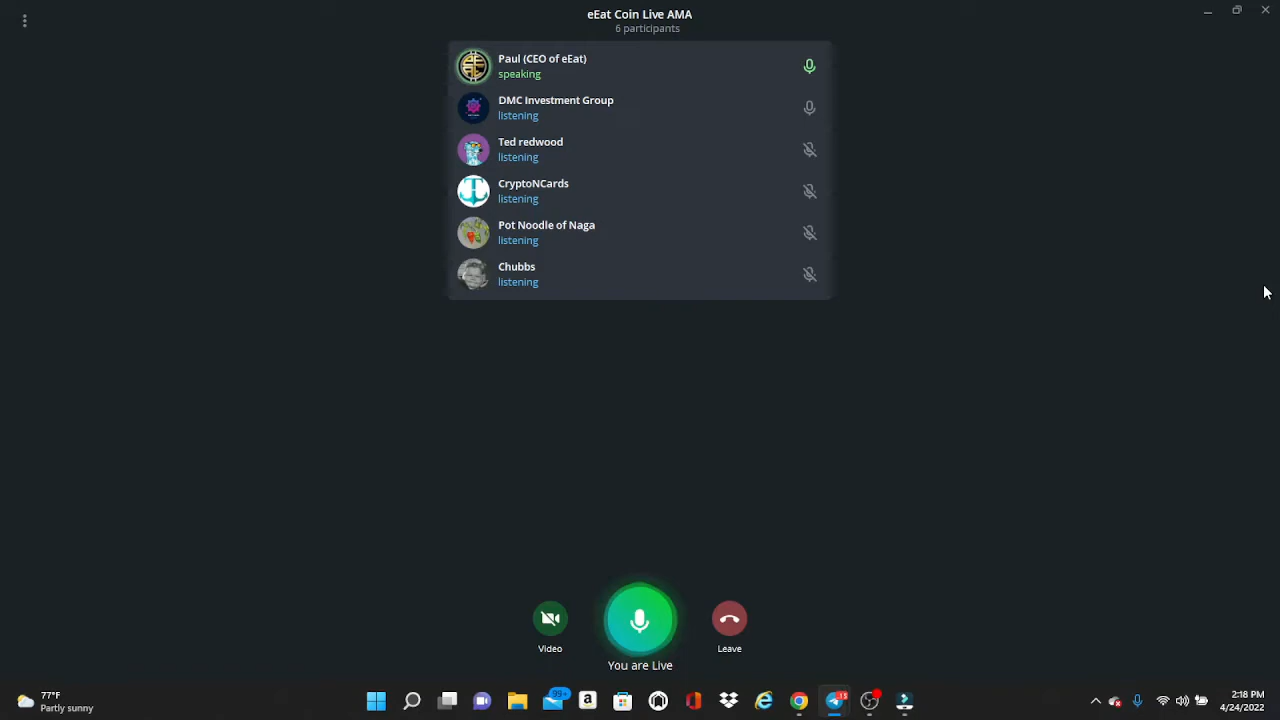 eEat Coin Live AMA
6 participants
Paul (CEO of eEat)
speaking
DMC Investment Group
listening
Ted redwood
listening
CryptoNCards
listening
Pot Noodle of Naga
listening
Chubbs
listening
Video
Leave
You are Live
77°F
Partly sunny
99+
a
15
2:18 PM
4/24/2022